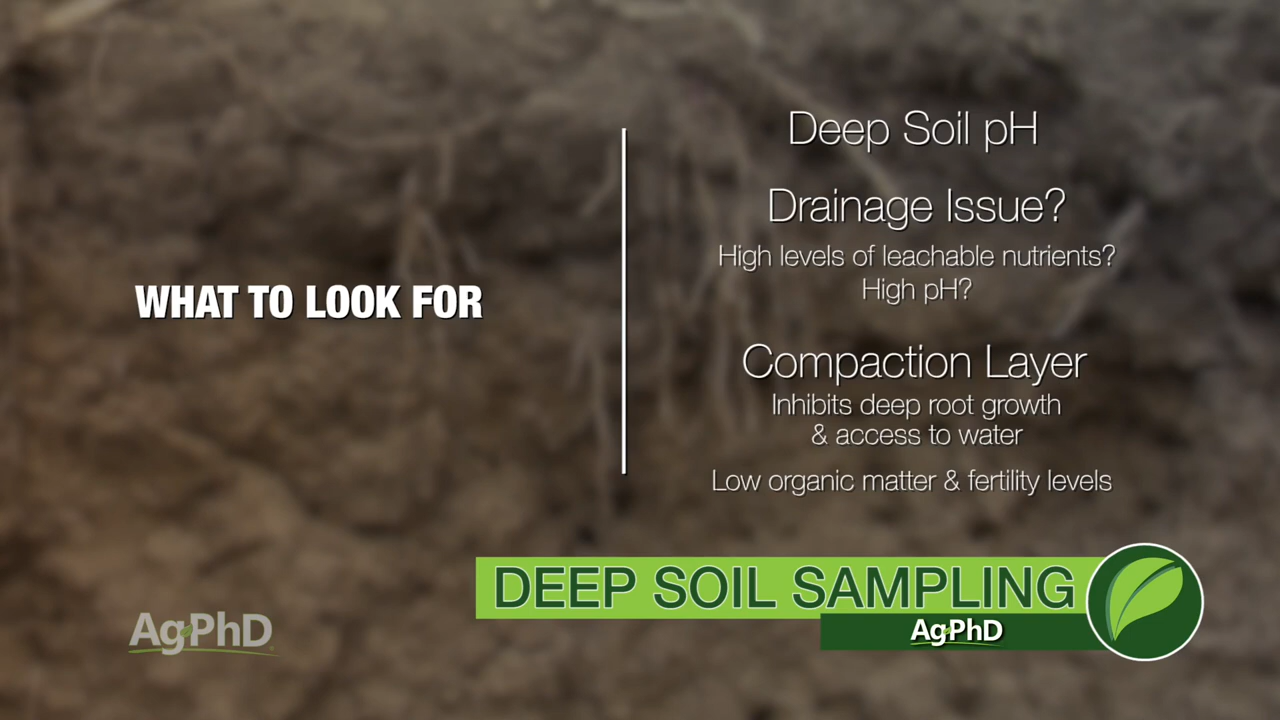 WHAT TO LOOK FOR
Deep Soil pH
Drainage Issue?
High levels of leachable nutrients?
High pH?
Compaction Layer
Inhibits deep root growth
& access to water
Low organic matter & fertility levels
DEEP SOIL SAMPLING
AgPhD
AgPhD